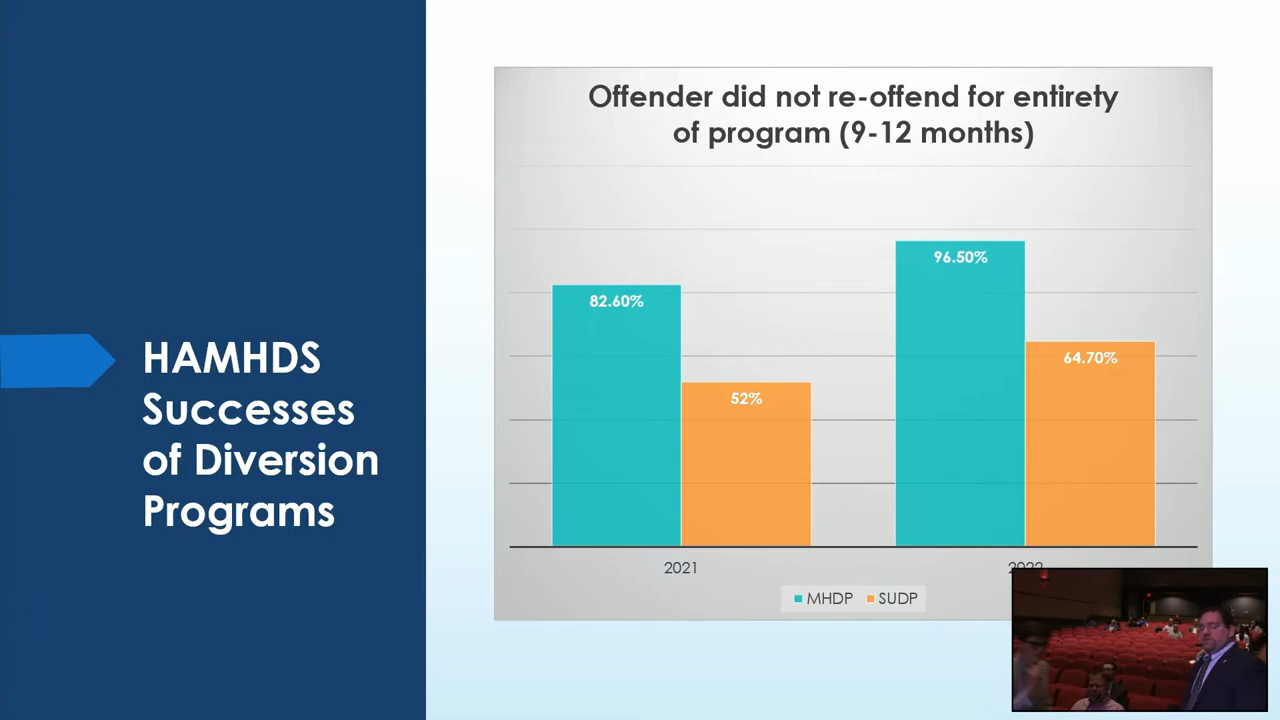 HAMHDS
Successes
of Diversion
Programs
Offender did not re-offend for entirety
of program (9-12 months)
82.60%
52%
96.50%
64.70%
2021
2022
MHDP
SUDP